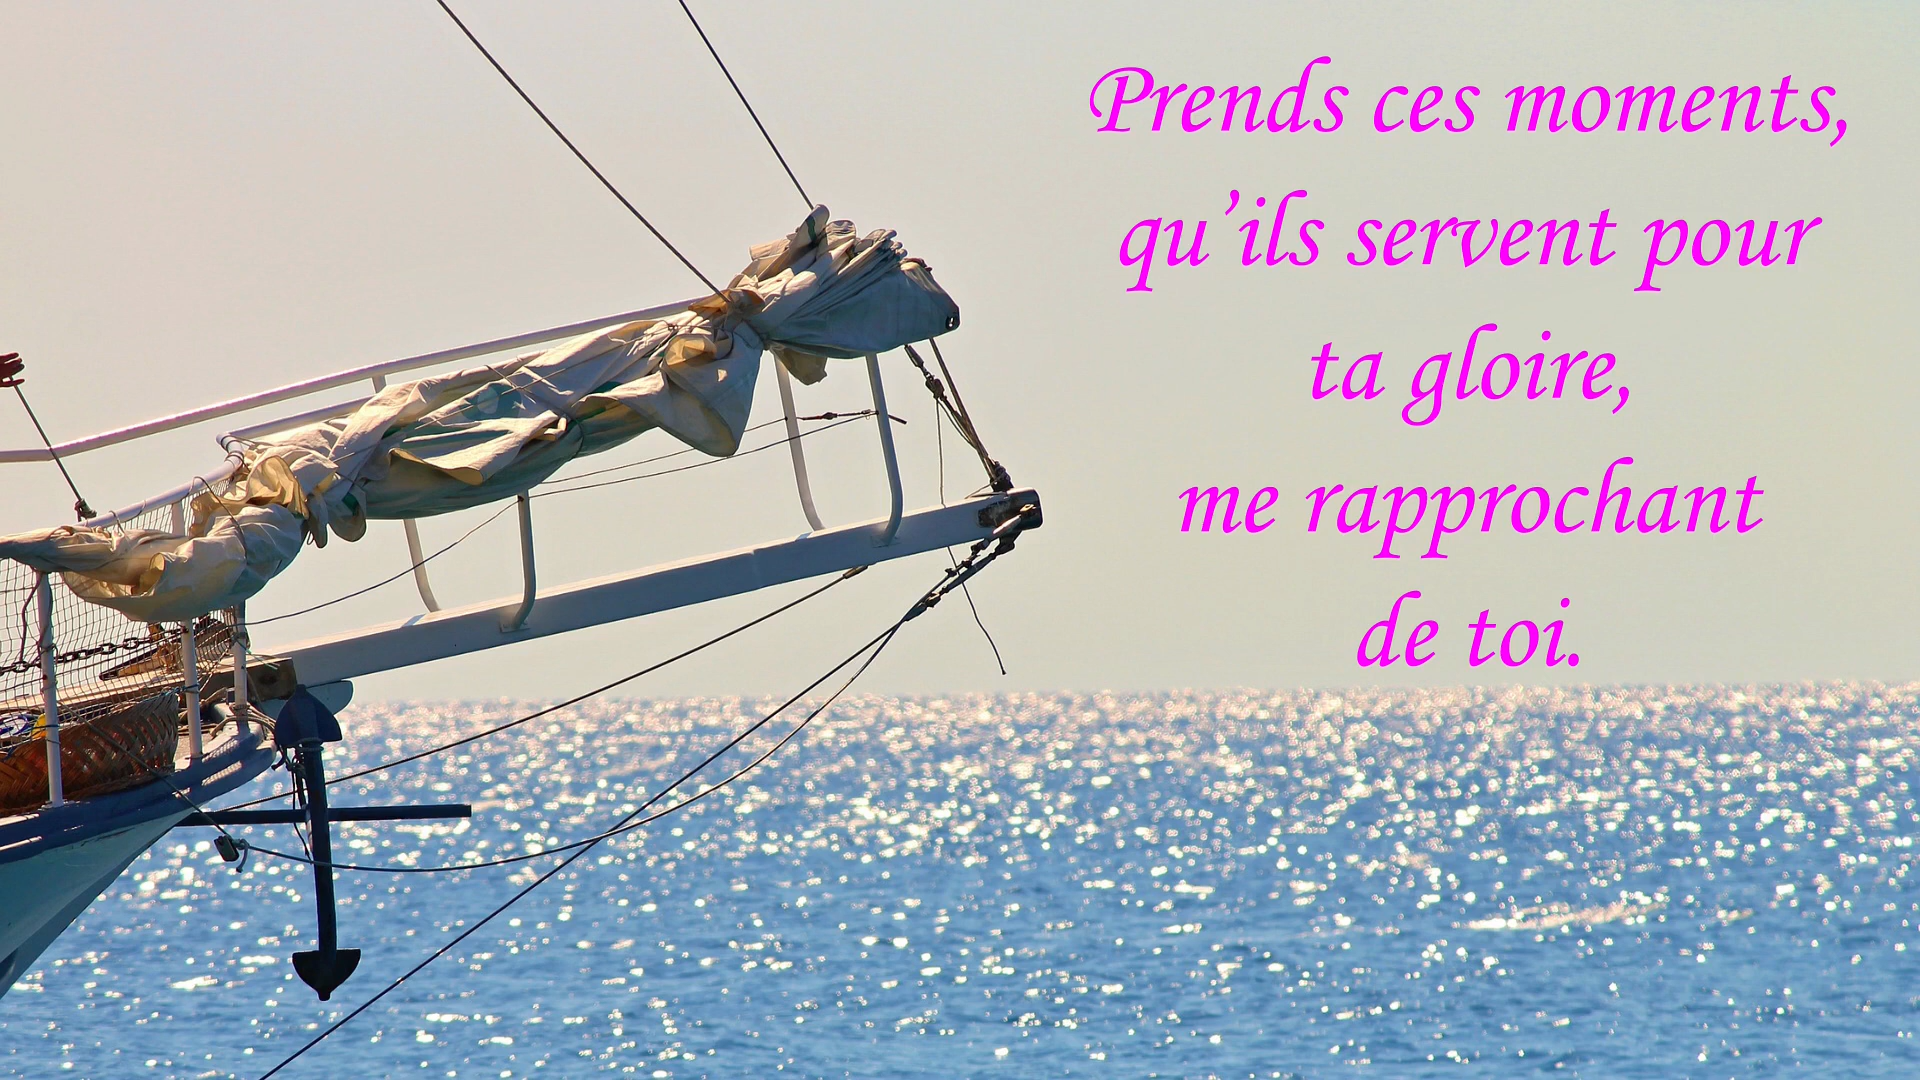 Prends ces moments,
qu’ils servent pour
ta gloire,
me rapprochant
de toi.